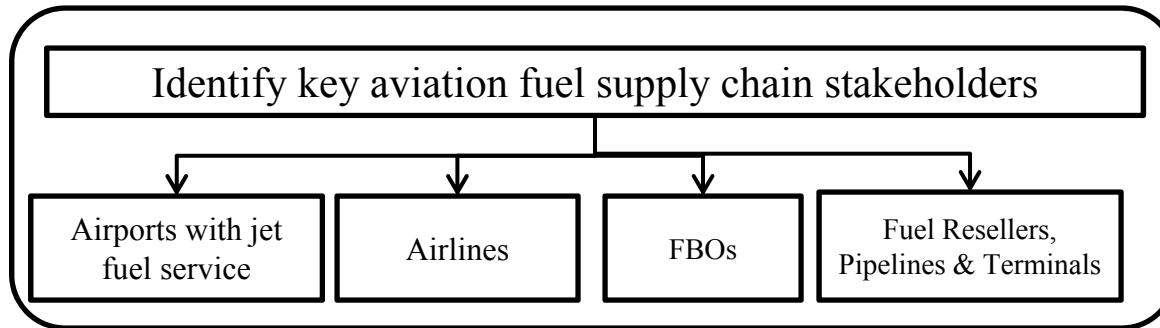 Identify key aviation fuel supply chain stakeholders
Airports with jet
fuel service
Airlines
FBOs
Fuel Resellers,
Pipelines & Terminals